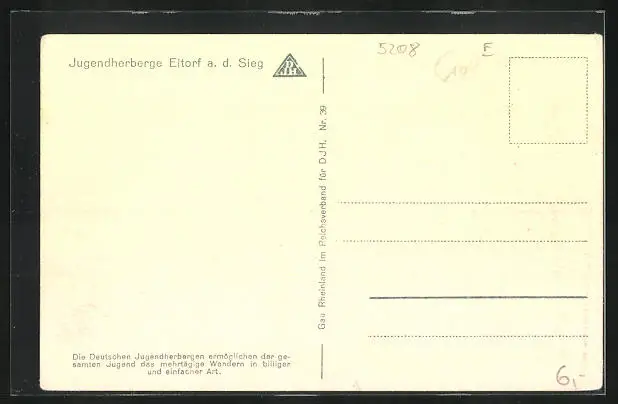 Jugendherberge Eitorf a. d. Sieg
5208 E
Gau Rheinland im Reichsverband für DJH. Nr. 39
Die Deutschen Jugendherbergen ermöglichen der ge-
samten Jugend das mehrtägige Wandern in billiger
und einfacher Art.
6,-